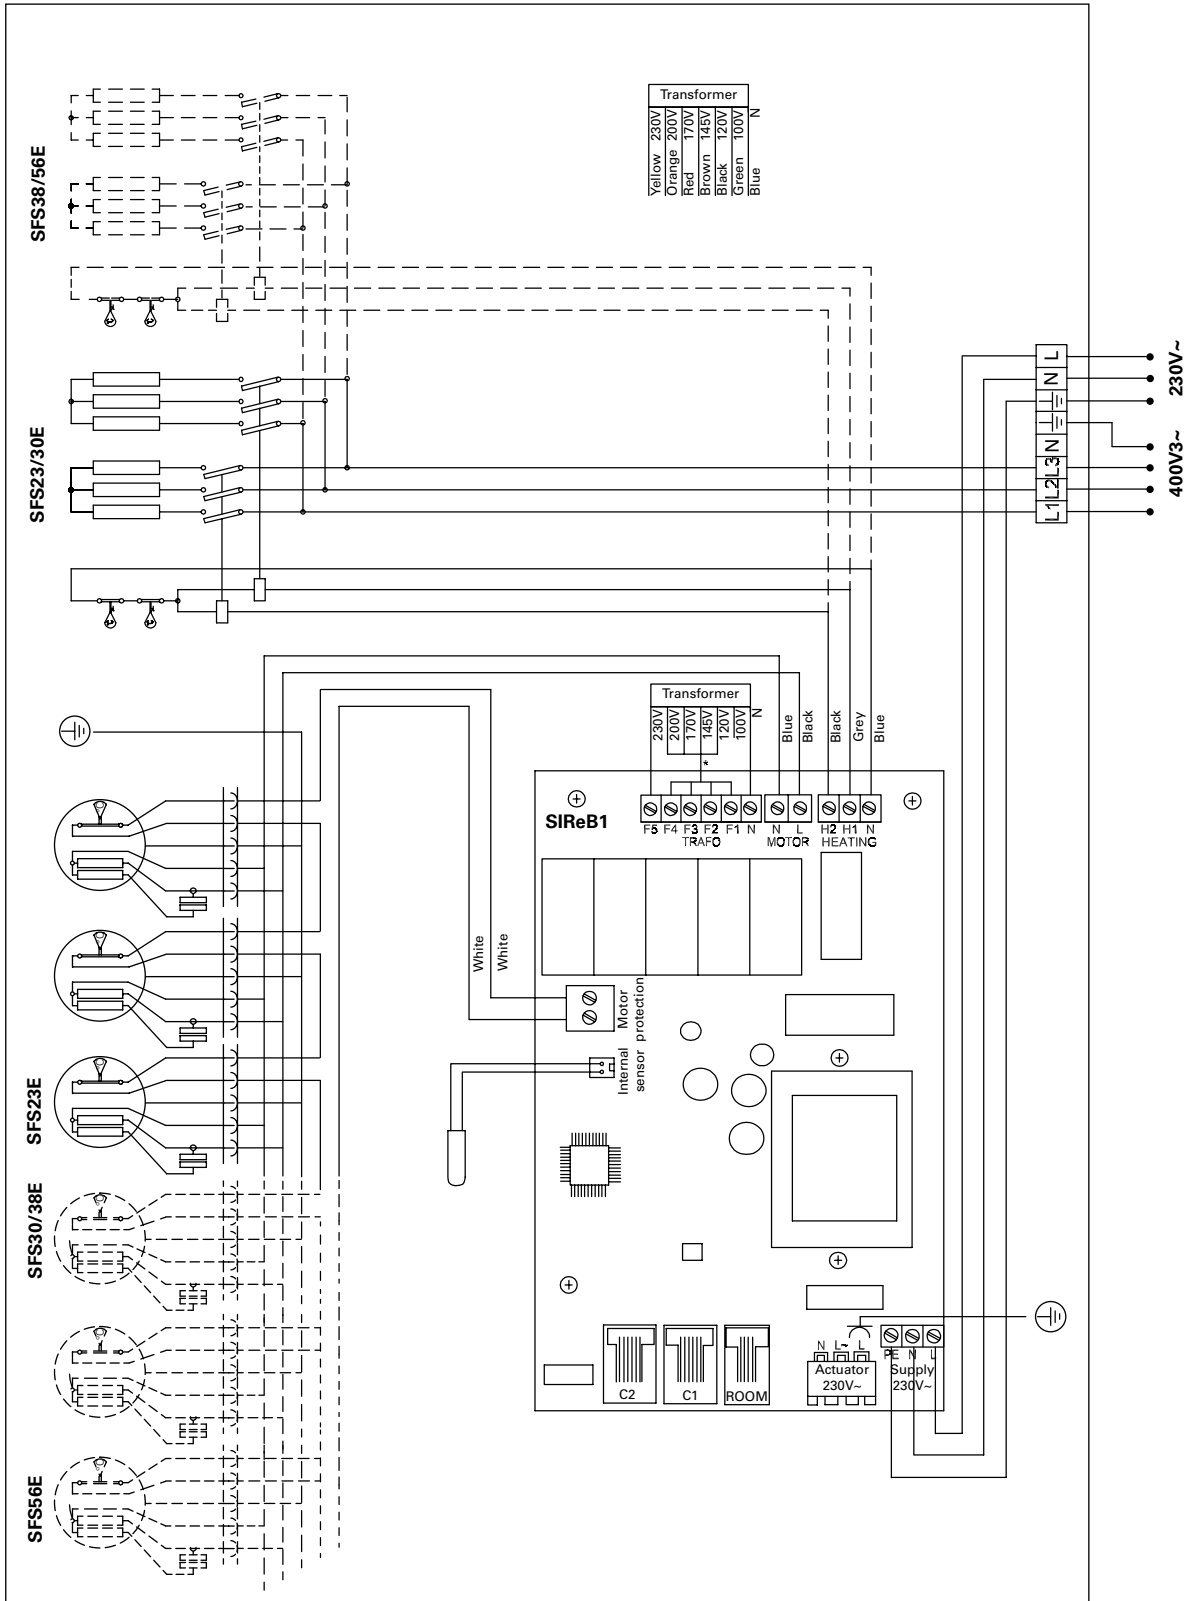 Transformer
Yellow 230V
Orange 200V
Red 170V
Brown 145V
Black 120V
Green 100V
Blue N
SFS38/56E
SFS23/30E
L
N
N
L3
L2
L1
230V~
400V3~
Transformer
230V
200V
170V
145V
120V
100V
N
*
Blue
Black
Black
Grey
Blue
SIReB1
F5 F4 F3 F2 F1 N
TRAFO
N L
MOTOR
H2 H1 N
HEATING
White
White
Motor
protection
Internal
sensor
SFS23E
SFS30/38E
SFS56E
C2
C1
ROOM
N L~ L
Actuator
230V~
PE N L
Supply
230V~